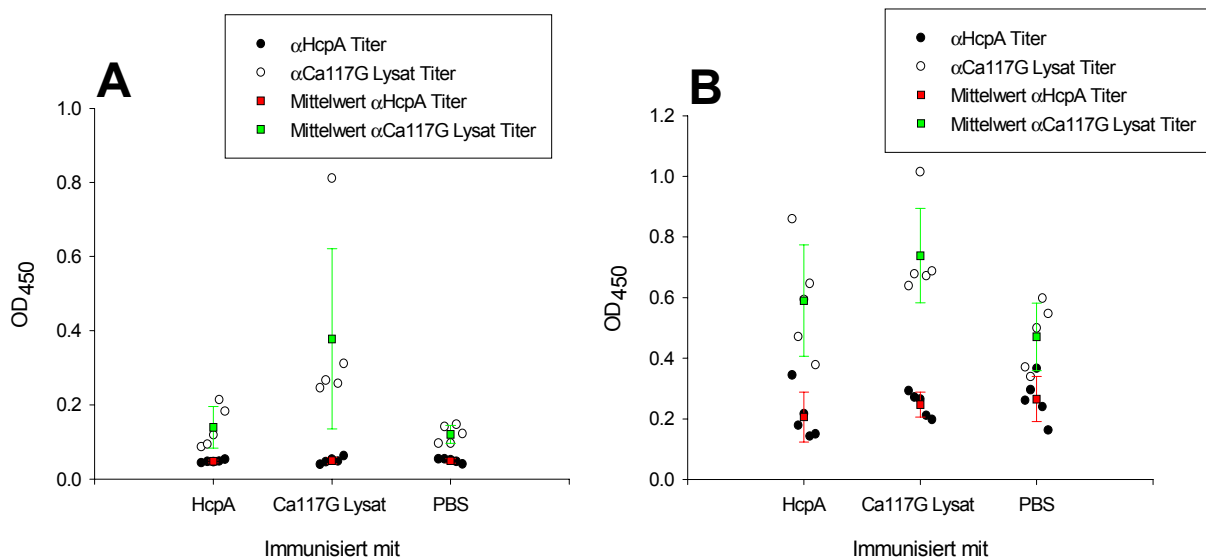 A
αHcpA Titer
αCa117G Lysat Titer
Mittelwert αHcpA Titer
Mittelwert αCa117G Lysat Titer
1.0
0.8
0.6
0.4
0.2
0.0
OD450
HcpA Ca117G Lysat PBS
Immunisiert mit
B
αHcpA Titer
αCa117G Lysat Titer
Mittelwert αHcpA Titer
Mittelwert αCa117G Lysat Titer
1.2
1.0
0.8
0.6
0.4
0.2
0.0
OD450
HcpA Ca117G Lysat PBS
Immunisiert mit